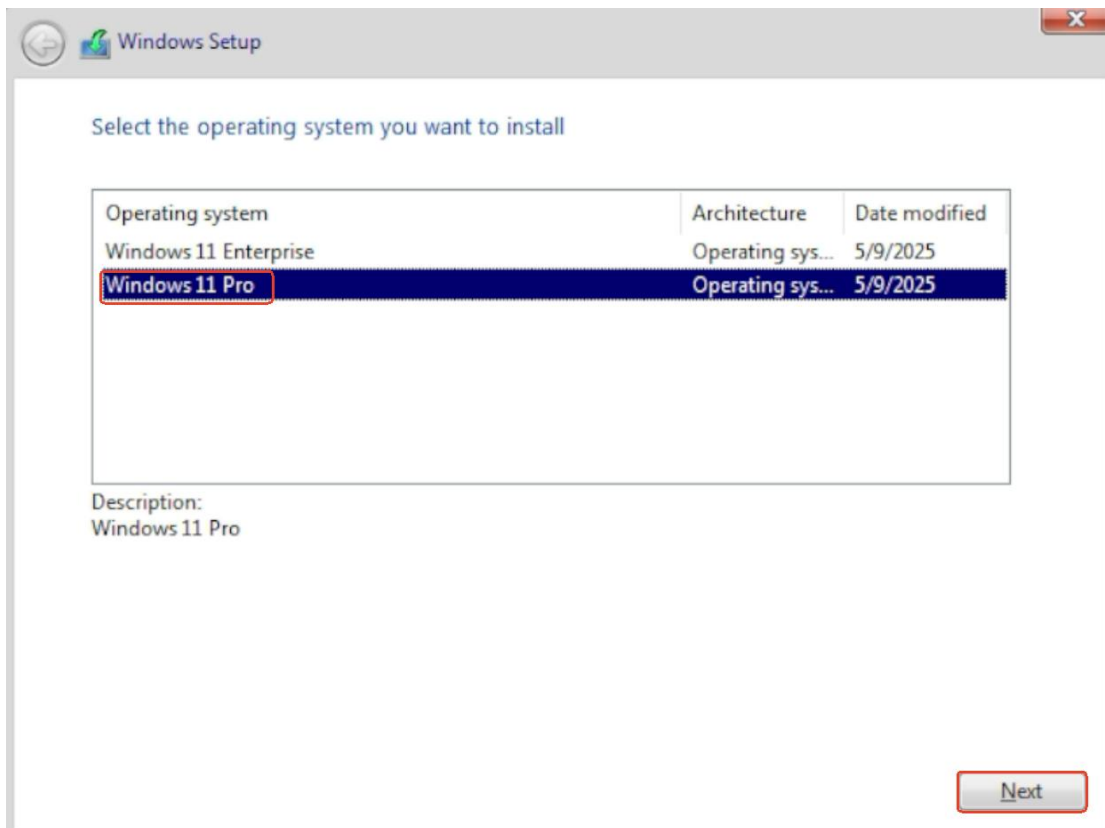 Windows Setup
Select the operating system you want to install
Operating system Architecture Date modified
Windows 11 Enterprise Operating sys... 5/9/2025
Windows 11 Pro Operating sys... 5/9/2025
Description:
Windows 11 Pro
Next